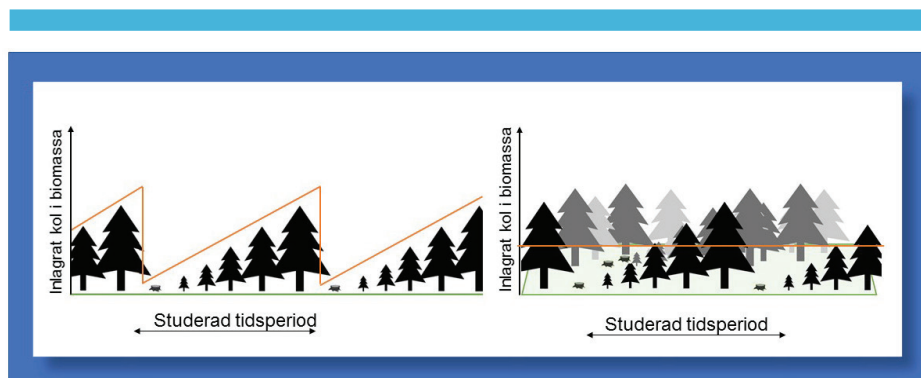 Inlagrat kol i biomassa
Studerad tidsperiod
Inlagrat kol i biomassa
Studerad tidsperiod